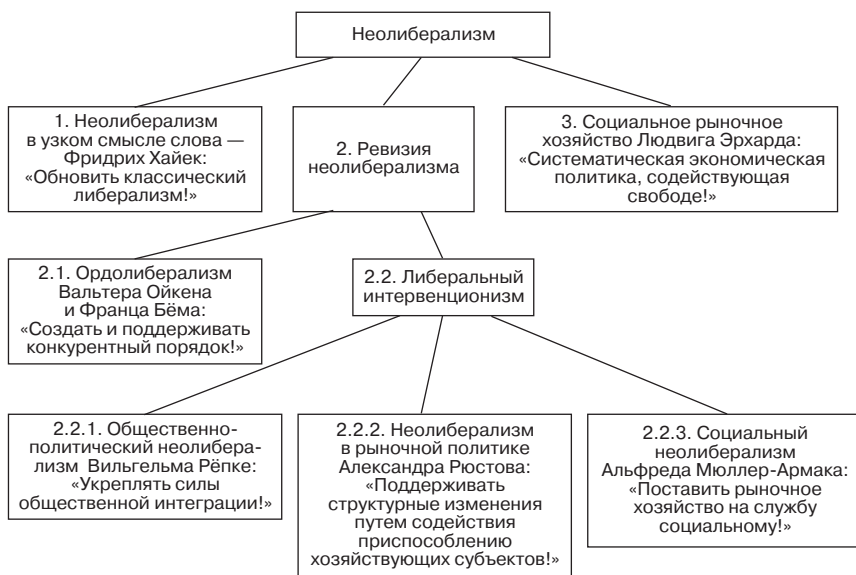 Неолиберализм
1. Неолиберализм
в узком смысле слова —
Фридрих Хайек:
«Обновить классический
либерализм!»
2. Ревизия
неолиберализма
3. Социальное рыночное
хозяйство Людвига Эрхарда:
«Систематическая экономическая
политика, содействующая
свободе!»
2.1. Ордолиберализм
Вальтера Ойкена
и Франца Бёма:
«Создать и поддерживать
конкурентный порядок!»
2.2. Либеральный
интервенционизм
2.2.1. Общественно-
политический неолибера-
лизм Вильгельма Рёпке:
«Укреплять силы
общественной интеграции!»
2.2.2. Неолиберализм
в рыночной политике
Александра Рюстова:
«Поддерживать
структурные изменения
путем содействия
приспособлению
хозяйствующих субъектов!»
2.2.3. Социальный
неолиберализм
Альфреда Мюллер-Армака:
«Поставить рыночное
хозяйство на службу
социальному!»